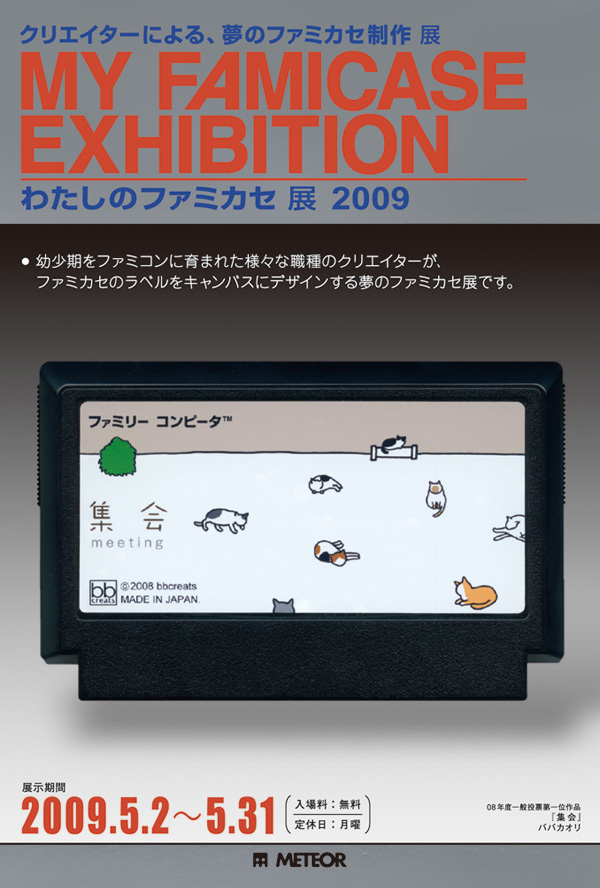 クリエイターによる、夢のファミカセ制作 展
MY FAMICASE
EXHIBITION
わたしのファミカセ 展 2009
● 幼少期をファミコンに育まれた様々な職種のクリエイターが、
ファミカセのラベルをキャンバスにデザインする夢のファミカセ展です。
ファミリー コンピュータ™
集会
meeting
bb
creats
©2008 bbcreats
MADE IN JAPAN.
展示期間
2009.5.2〜5.31
入場料：無料
定休日：月曜
08年度一般投票第一位作品
『集会』
ババカオリ
METEOR